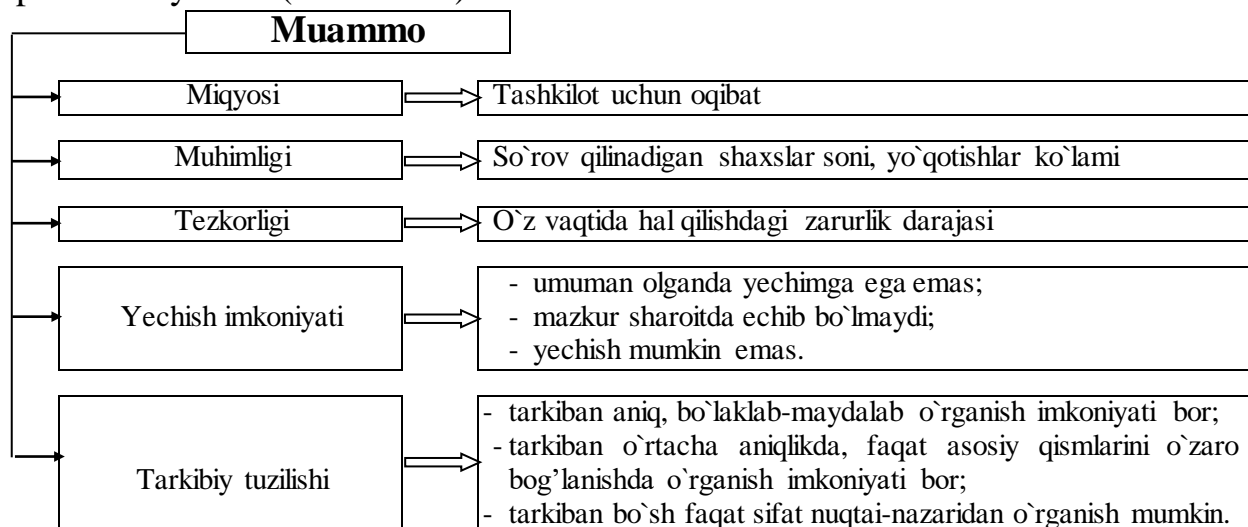 Muammo
Miqyosi
Tashkilot uchun oqibat
Muhimligi
So`rov qilinadigan shaxslar soni, yo`qotishlar ko`lami
Tezkorligi
O`z vaqtida hal qilishdagi zarurlik darajasi
Yechish imkoniyati
- umuman olganda yechimga ega emas;
- mazkur sharoitda echib bo`lmaydi;
- yechish mumkin emas.
Tarkibiy tuzilishi
- tarkiban aniq, bo`laklab-maydalab o`rganish imkoniyati bor;
- tarkiban o`rtacha aniqlikda, faqat asosiy qismlarini o`zaro
bog’lanishda o`rganish imkoniyati bor;
- tarkiban bo`sh faqat sifat nuqtai-nazaridan o`rganish mumkin.